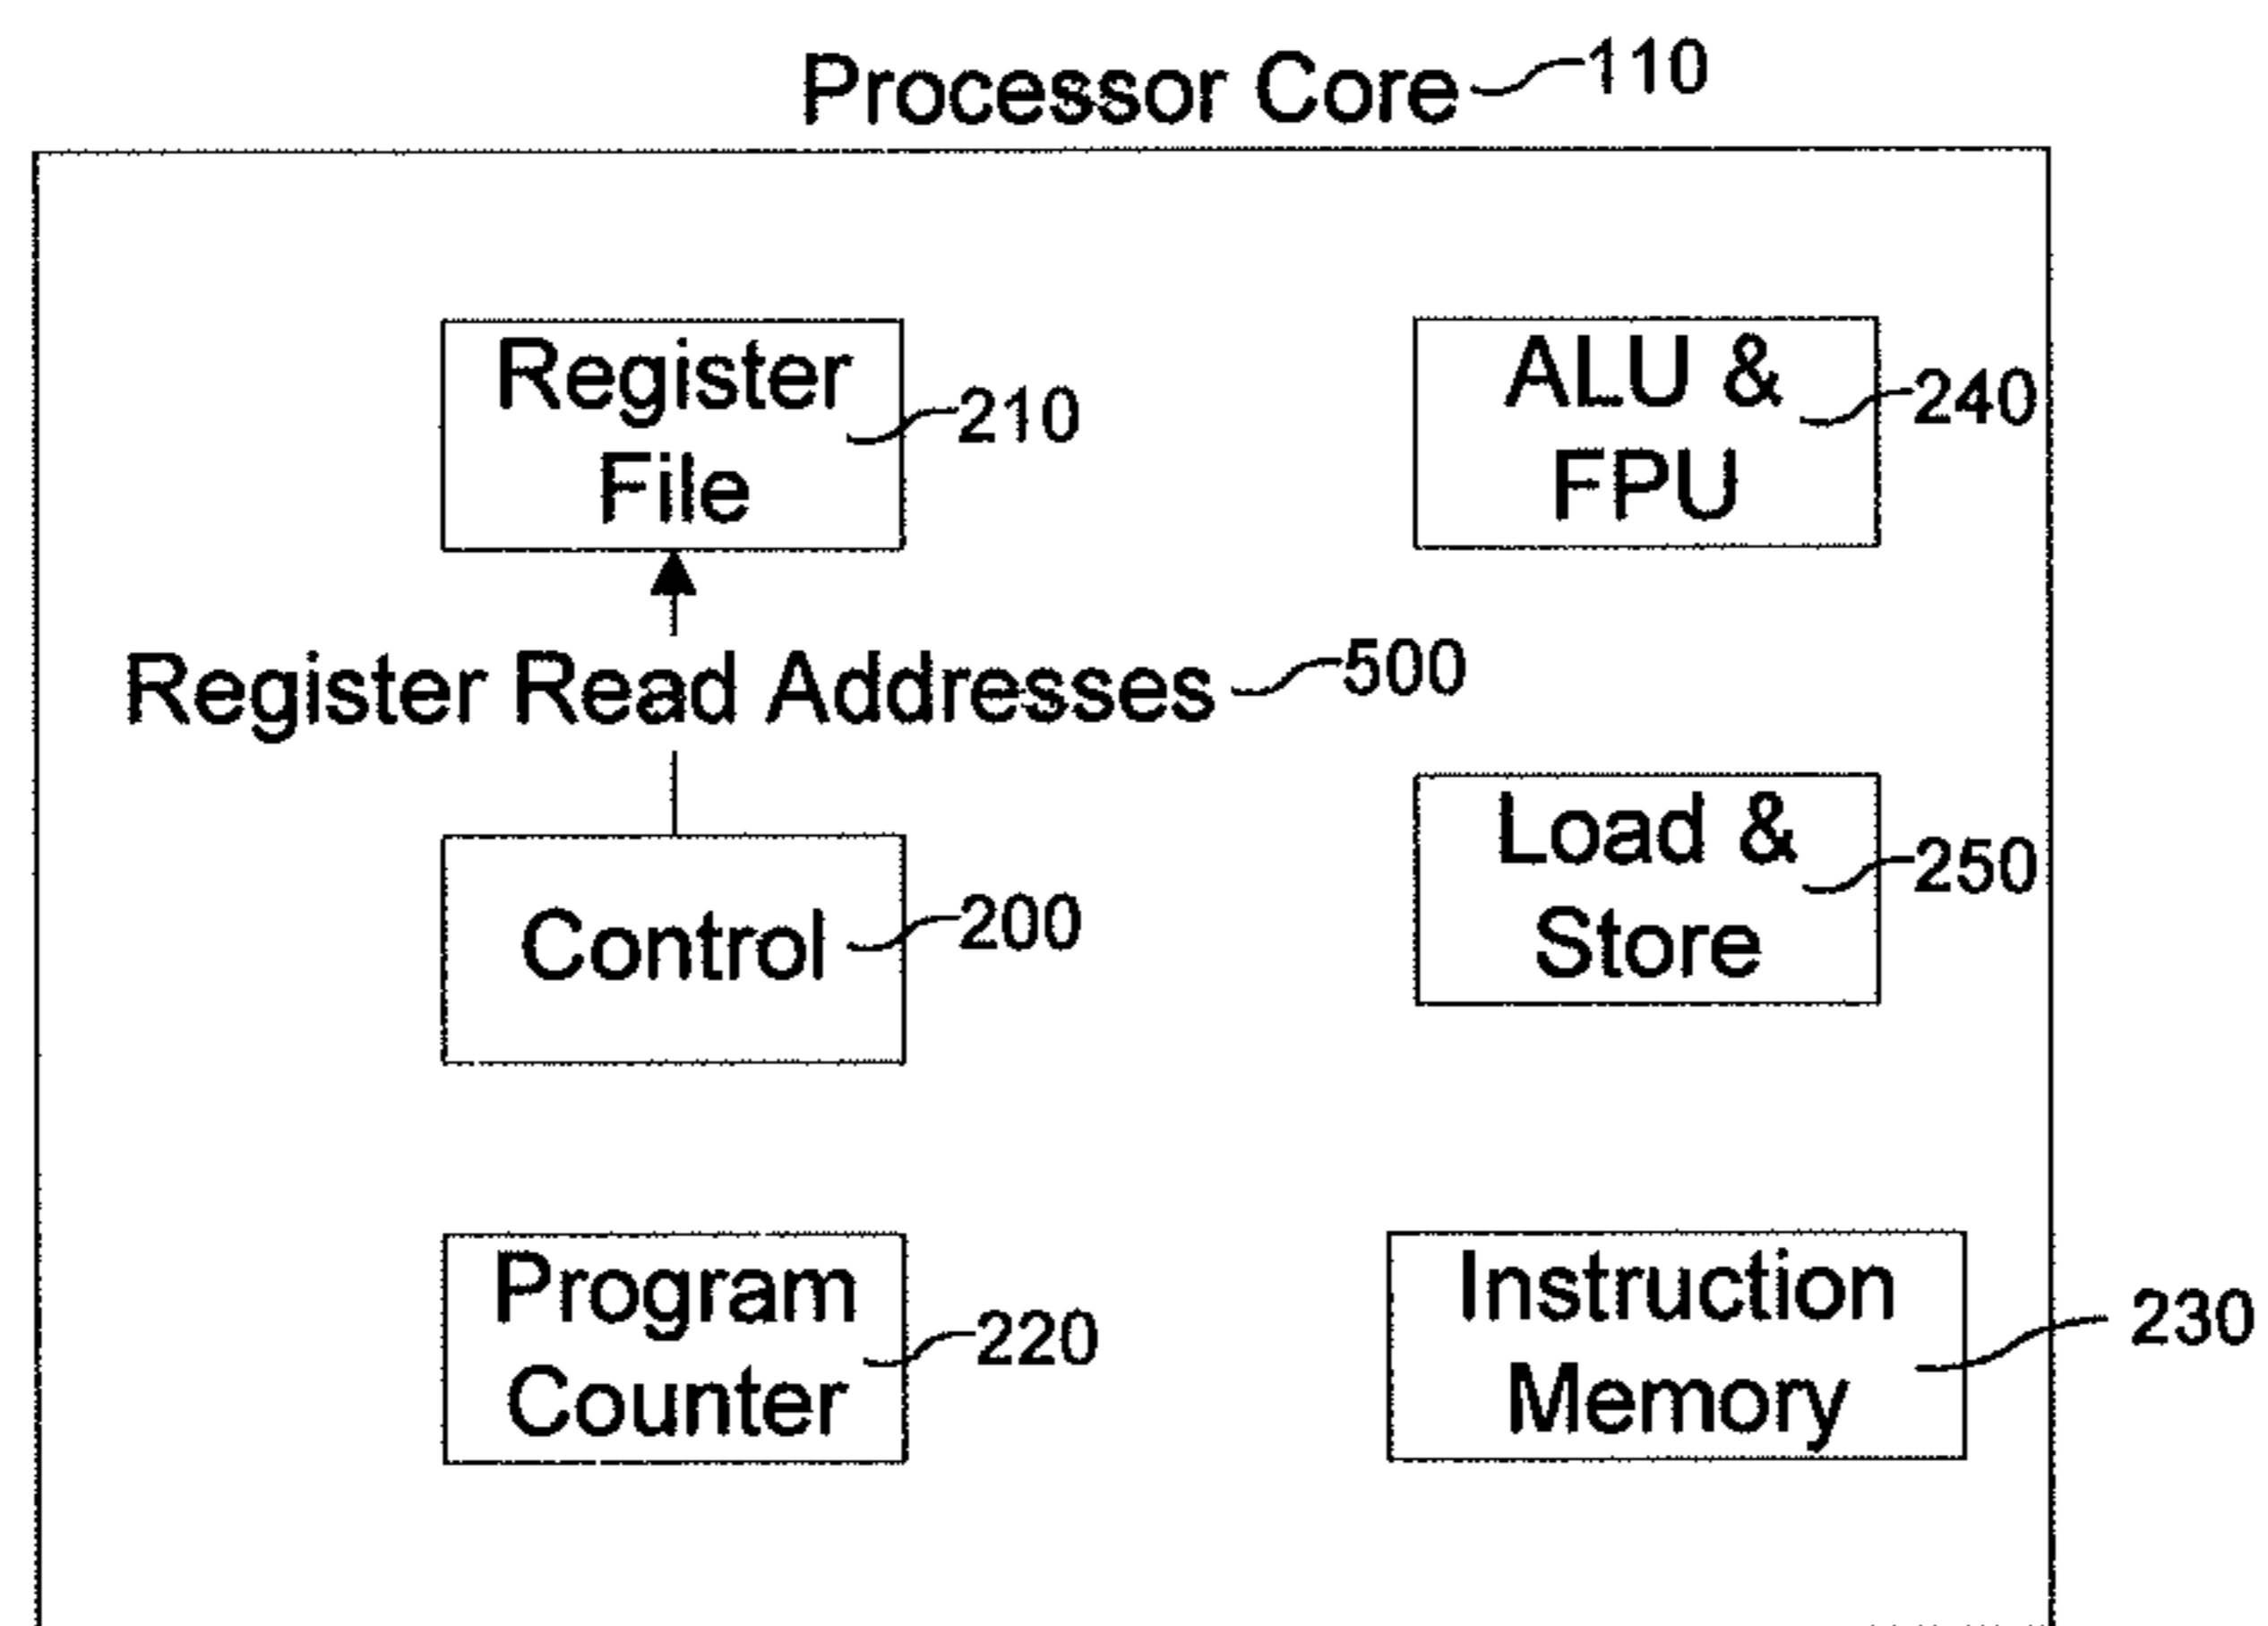 Processor Core 110
Register
File
210
ALU &
FPU
240
Register Read Addresses 500
Control 200
Load &
Store
250
Program
Counter
220
Instruction
Memory
230